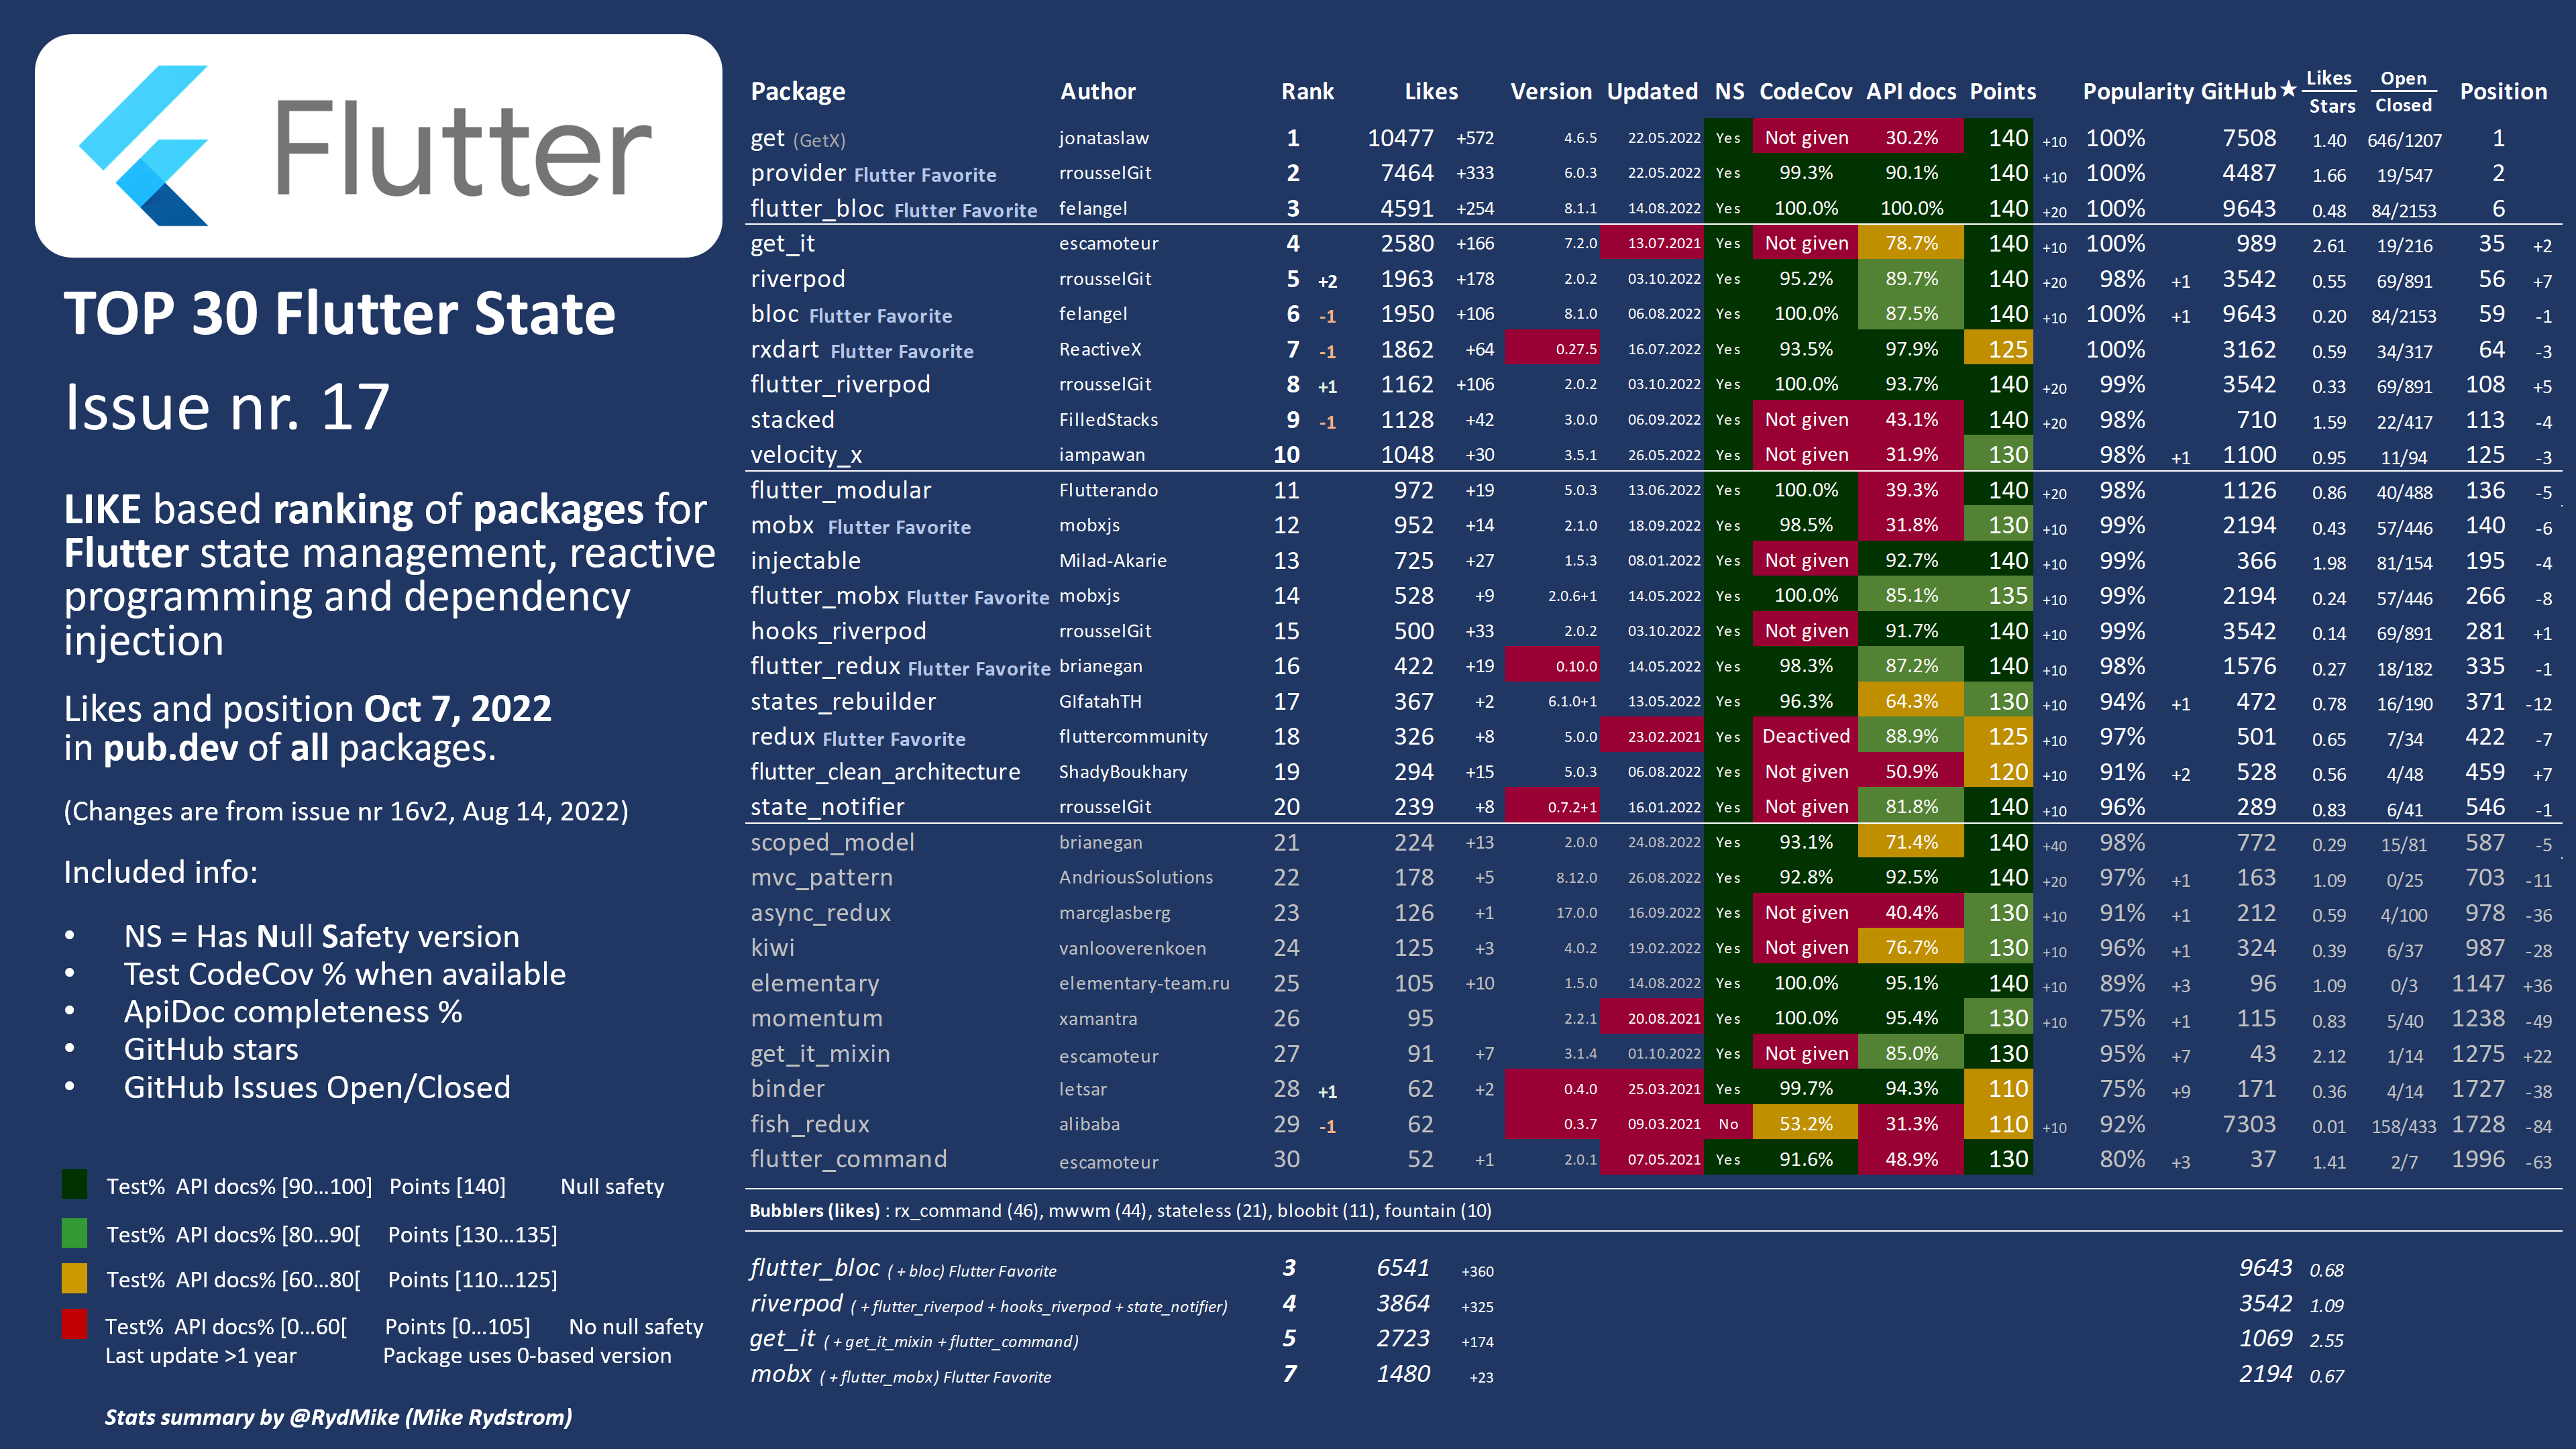 Flutter
TOP 30 Flutter State
Issue nr. 17
LIKE based ranking of packages for
Flutter state management, reactive
programming and dependency
injection
Likes and position Oct 7, 2022
in pub.dev of all packages.
(Changes are from issue nr 16v2, Aug 14, 2022)
Included info:
• NS = Has Null Safety version
• Test CodeCov % when available
• ApiDoc completeness %
• GitHub stars
• GitHub Issues Open/Closed
Test% API docs% [90...100] Points [140] Null safety
Test% API docs% [80...90[ Points [130...135]
Test% API docs% [60...80[ Points [110...125]
Test% API docs% [0...60[ Points [0...105] No null safety
Last update >1 year Package uses 0-based version
Stats summary by @RydMike (Mike Rydstrom)
Package Author Rank Likes Version Updated NS CodeCov API docs Points Popularity GitHub★ Likes/Stars Open/Closed Position
get (GetX) jonataslaw 1 10477 +572 4.6.5 22.05.2022 Yes Not given 30.2% 140 +10 100% 7508 1.40 646/1207 1
provider Flutter Favorite rrousselGit 2 7464 +333 6.0.3 22.05.2022 Yes 99.3% 90.1% 140 +10 100% 4487 1.66 19/547 2
flutter_bloc Flutter Favorite felangel 3 4591 +254 8.1.1 14.08.2022 Yes 100.0% 100.0% 140 +20 100% 9643 0.48 84/2153 6
get_it escamoteur 4 2580 +166 7.2.0 13.07.2021 Yes Not given 78.7% 140 +10 100% 989 2.61 19/216 35 +2
riverpod rrousselGit 5 +2 1963 +178 2.0.2 03.10.2022 Yes 95.2% 89.7% 140 +20 98% +1 3542 0.55 69/891 56 +7
bloc Flutter Favorite felangel 6 -1 1950 +106 8.1.0 06.08.2022 Yes 100.0% 87.5% 140 +10 100% +1 9643 0.20 84/2153 59 -1
rxdart Flutter Favorite ReactiveX 7 -1 1862 +64 0.27.5 16.07.2022 Yes 93.5% 97.9% 125 100% 3162 0.59 34/317 64 -3
flutter_riverpod rrousselGit 8 +1 1162 +106 2.0.2 03.10.2022 Yes 100.0% 93.7% 140 +20 99% 3542 0.33 69/891 108 +5
stacked FilledStacks 9 -1 1128 +42 3.0.0 06.09.2022 Yes Not given 43.1% 140 +20 98% 710 1.59 22/417 113 -4
velocity_x iampawan 10 1048 +30 3.5.1 26.05.2022 Yes Not given 31.9% 130 98% +1 1100 0.95 11/94 125 -3
flutter_modular Flutterando 11 972 +19 5.0.3 13.06.2022 Yes 100.0% 39.3% 140 +20 98% 1126 0.86 40/488 136 -5
mobx Flutter Favorite mobxjs 12 952 +14 2.1.0 18.09.2022 Yes 98.5% 31.8% 130 +10 99% 2194 0.43 57/446 140 -6
injectable Milad-Akarie 13 725 +27 1.5.3 08.01.2022 Yes Not given 92.7% 140 +10 99% 366 1.98 81/154 195 -4
flutter_mobx Flutter Favorite mobxjs 14 528 +9 2.0.6+1 14.05.2022 Yes 100.0% 85.1% 135 +10 99% 2194 0.24 57/446 266 -8
hooks_riverpod rrousselGit 15 500 +33 2.0.2 03.10.2022 Yes Not given 91.7% 140 +10 99% 3542 0.14 69/891 281 +1
flutter_redux Flutter Favorite brianegan 16 422 +19 0.10.0 14.05.2022 Yes 98.3% 87.2% 140 +10 98% 1576 0.27 18/182 335 -1
states_rebuilder GIfatahTH 17 367 +2 6.1.0+1 13.05.2022 Yes 96.3% 64.3% 130 +10 94% +1 472 0.78 16/190 371 -12
redux Flutter Favorite fluttercommunity 18 326 +8 5.0.0 23.02.2021 Yes Deactived 88.9% 125 +10 97% 501 0.65 7/34 422 -7
flutter_clean_architecture ShadyBoukhary 19 294 +15 5.0.3 06.08.2022 Yes Not given 50.9% 120 +10 91% +2 528 0.56 4/48 459 +7
state_notifier rrousselGit 20 239 +8 0.7.2+1 16.01.2022 Yes Not given 81.8% 140 +10 96% 289 0.83 6/41 546 -1
scoped_model brianegan 21 224 +13 2.0.0 24.08.2022 Yes 93.1% 71.4% 140 +40 98% 772 0.29 15/81 587 -5
mvc_pattern AndriousSolutions 22 178 +5 8.12.0 26.08.2022 Yes 92.8% 92.5% 140 +20 97% +1 163 1.09 0/25 703 -11
async_redux marcglasberg 23 126 +1 17.0.0 16.09.2022 Yes Not given 40.4% 130 +10 91% +1 212 0.59 4/100 978 -36
kiwi vanlooverenkoen 24 125 +3 4.0.2 19.02.2022 Yes Not given 76.7% 130 +10 96% +1 324 0.39 6/37 987 -28
elementary elementary-team.ru 25 105 +10 1.5.0 14.08.2022 Yes 100.0% 95.1% 140 +10 89% +3 96 1.09 0/3 1147 +36
momentum xamantra 26 95 2.2.1 20.08.2021 Yes 100.0% 95.4% 130 +10 75% +1 115 0.83 5/40 1238 -49
get_it_mixin escamoteur 27 91 +7 3.1.4 01.10.2022 Yes Not given 85.0% 130 95% +7 43 2.12 1/14 1275 +22
binder letsar 28 +1 62 +2 0.4.0 25.03.2021 Yes 99.7% 94.3% 110 75% +9 171 0.36 4/14 1727 -38
fish_redux alibaba 29 -1 62 0.3.7 09.03.2021 No 53.2% 31.3% 110 +10 92% 7303 0.01 158/433 1728 -84
flutter_command escamoteur 30 52 +1 2.0.1 07.05.2021 Yes 91.6% 48.9% 130 80% +3 37 1.41 2/7 1996 -63
Bubblers (likes) : rx_command (46), mwwm (44), stateless (21), bloobit (11), fountain (10)
flutter_bloc ( + bloc) Flutter Favorite 3 6541 +360 9643 0.68
riverpod ( + flutter_riverpod + hooks_riverpod + state_notifier) 4 3864 +325 3542 1.09
get_it ( + get_it_mixin + flutter_command) 5 2723 +174 1069 2.55
mobx ( + flutter_mobx) Flutter Favorite 7 1480 +23 2194 0.67